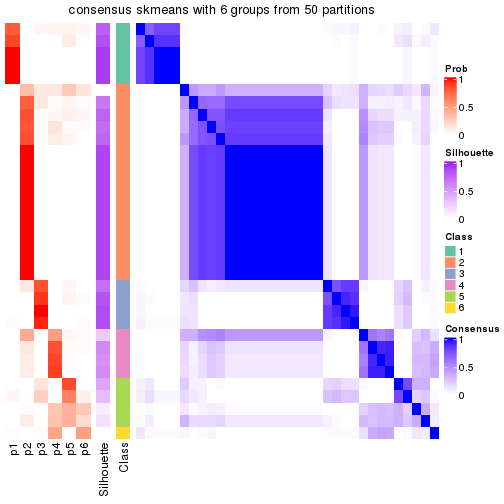 consensus skmeans with 6 groups from 50 partitions
Prob
1
0.5
0
Silhouette
1
0.5
0
Class
1
2
3
4
5
6
Consensus
1
0.5
0
p1
p2
p3
p4
p5
p6
Silhouette
Class